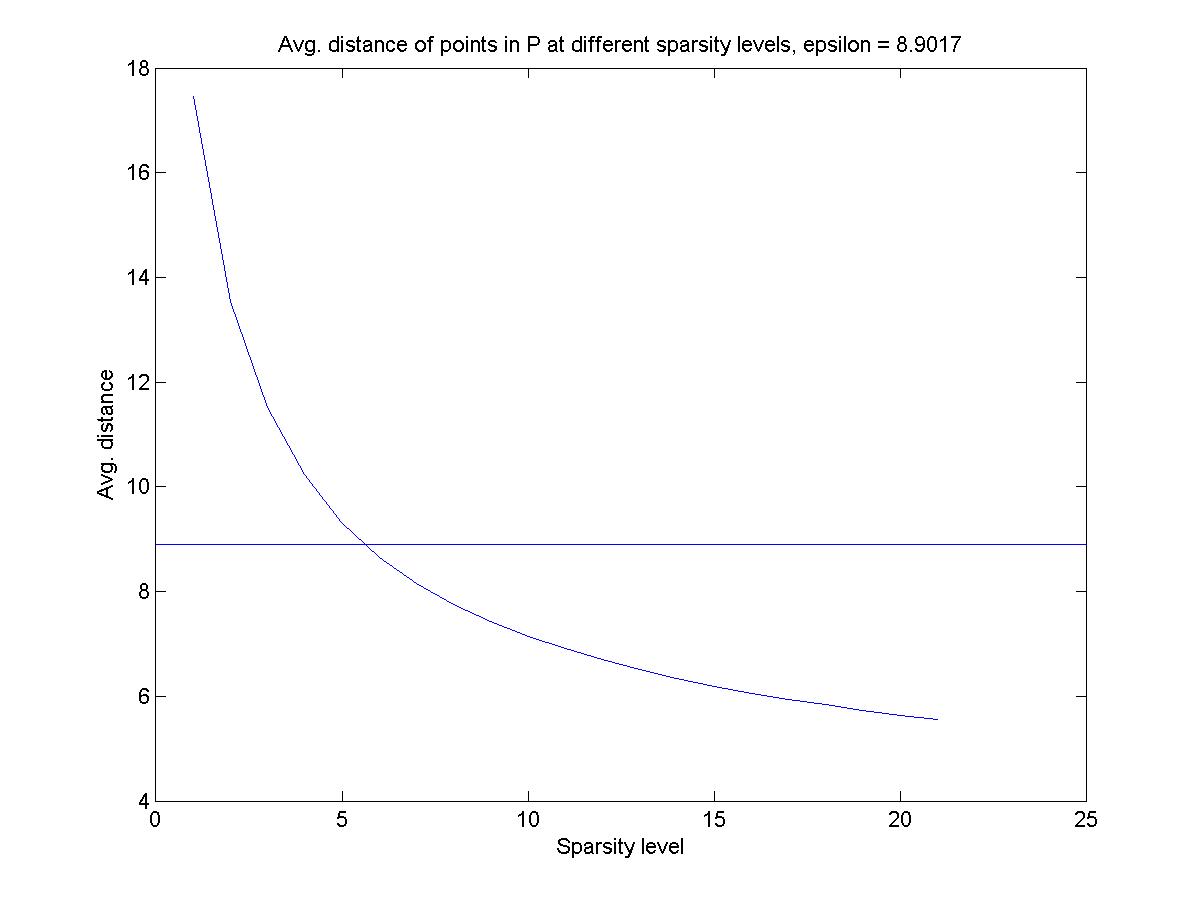 Avg. distance of points in P at different sparsity levels, epsilon = 8.9017
18
16
14
12
10
8
6
4
Avg. distance
0 5 10 15 20 25
Sparsity level